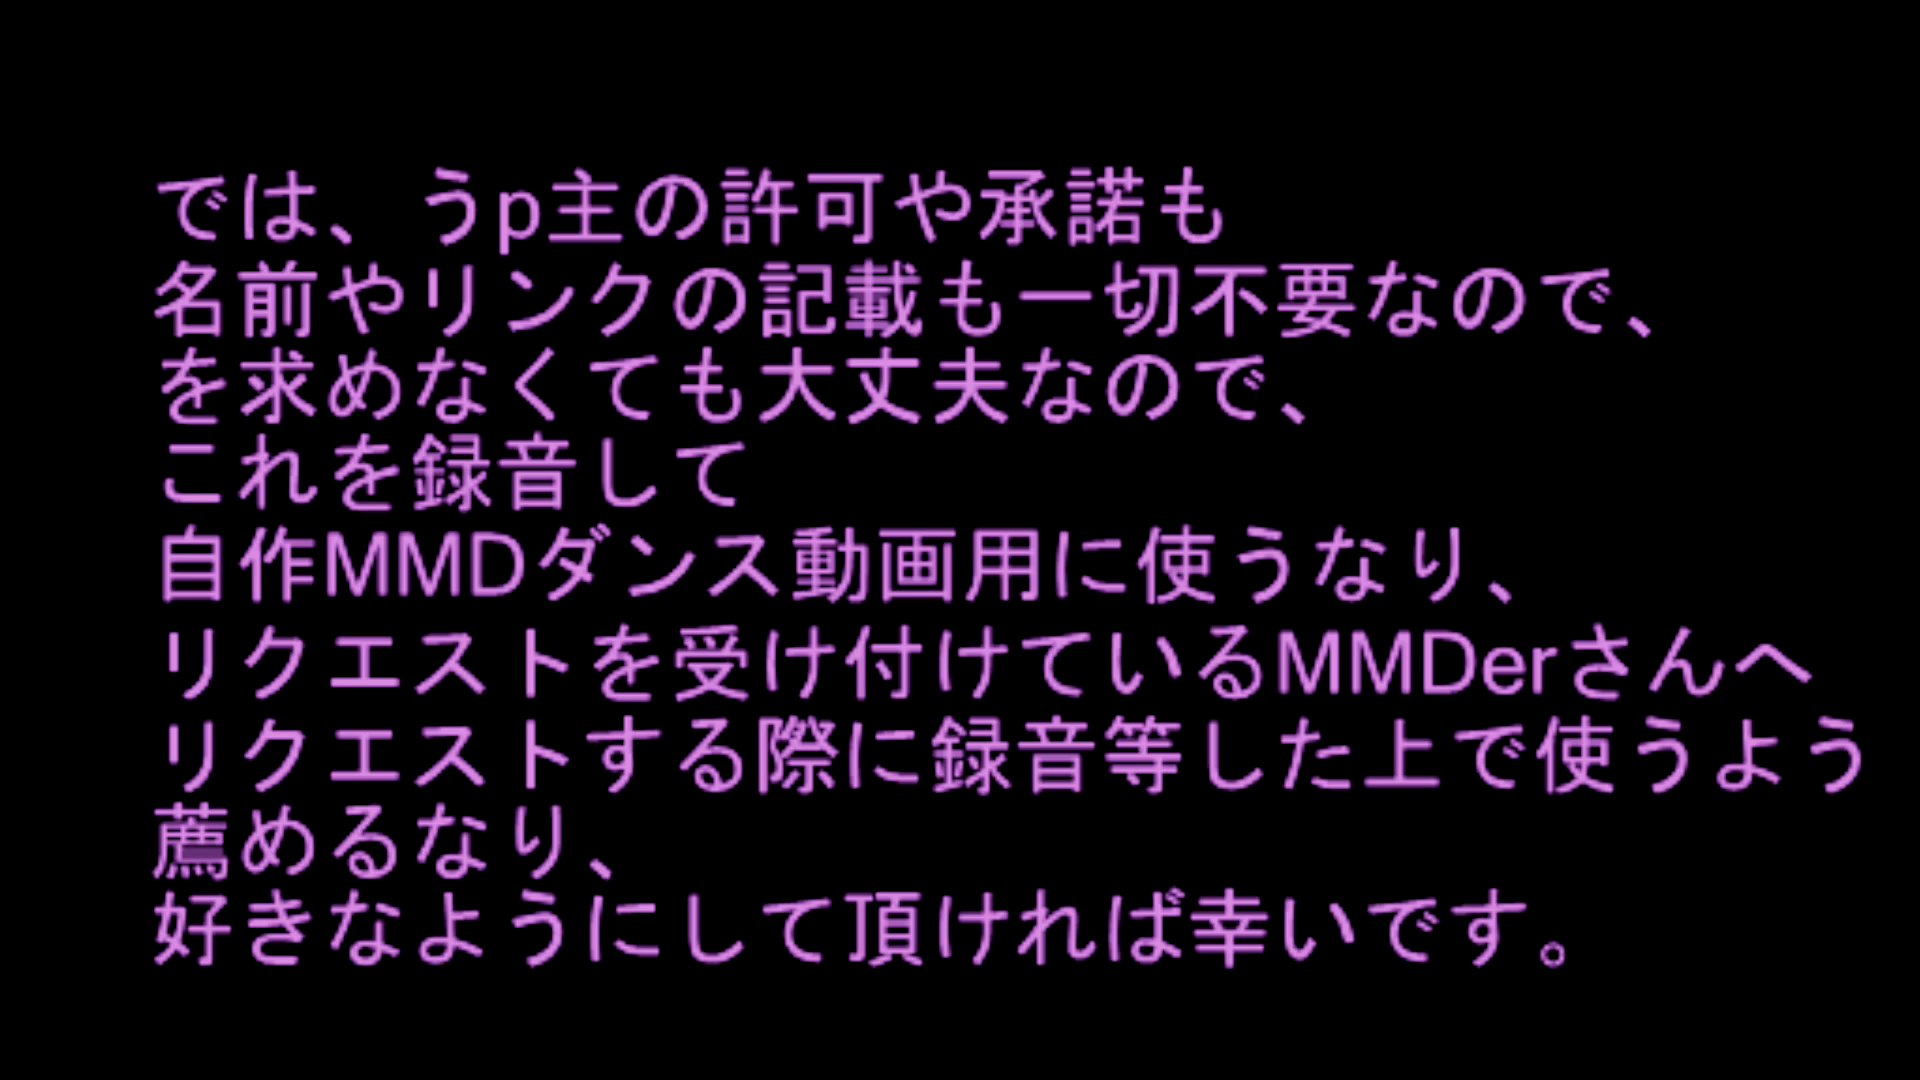 では、うp主の許可や承諾も
名前やリンクの記載も一切不要なので、
を求めなくても大丈夫なので、
これを録音して
自作MMDダンス動画用に使うなり、
リクエストを受け付けているMMDerさんへ
リクエストする際に録音等した上で使うよう
薦めるなり、
好きなようにして頂ければ幸いです。